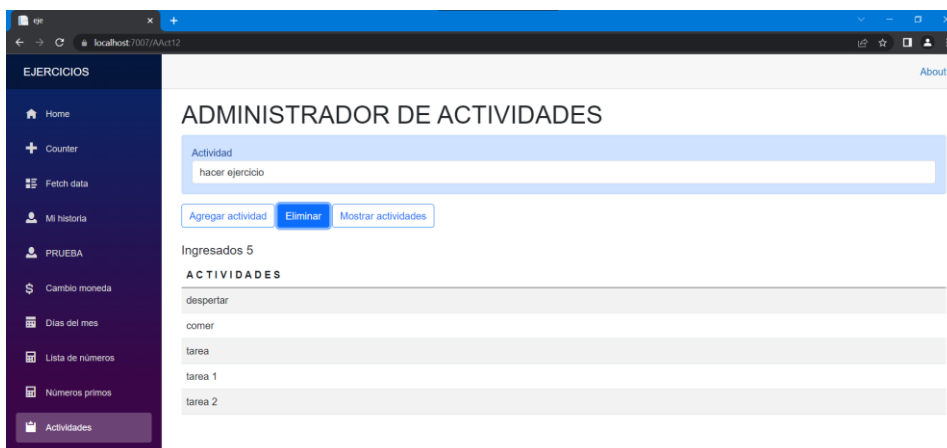 eje
localhost:7007/AAct12
EJERCICIOS
About
Home
Counter
Fetch data
Mi historia
PRUEBA
Cambio moneda
Días del mes
Lista de números
Números primos
Actividades
ADMINISTRADOR DE ACTIVIDADES
Actividad
hacer ejercicio
Agregar actividad Eliminar Mostrar actividades
Ingresados 5
ACTIVIDADES
despertar
comer
tarea
tarea 1
tarea 2